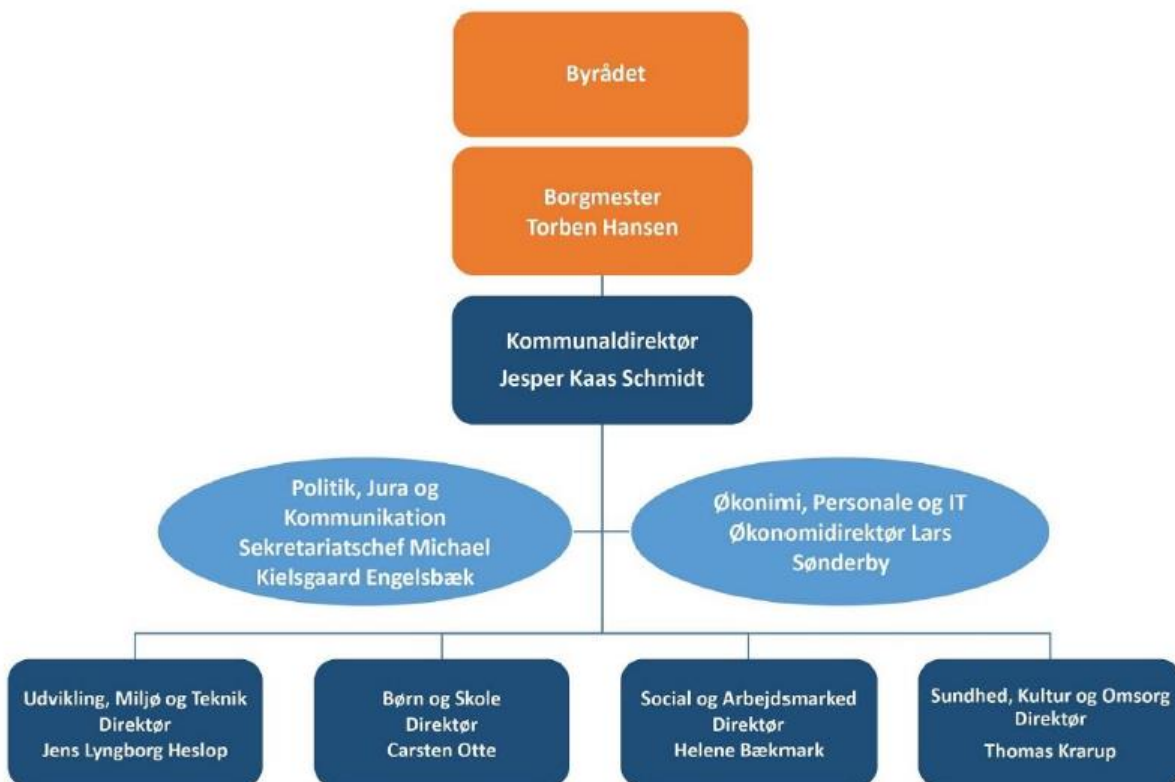 Byrådet
Borgmester
Torben Hansen
Kommunaldirektør
Jesper Kaas Schmidt
Politik, Jura og
Kommunikation
Sekretariatschef Michael
Kielsgaard Engelsbæk
Økonimi, Personale og IT
Økonomidirektør Lars
Sønderby
Udvikling, Miljø og Teknik
Direktør
Jens Lyngborg Heslop
Børn og Skole
Direktør
Carsten Otte
Social og Arbejdsmarked
Direktør
Helene Bækmark
Sundhed, Kultur og Omsorg
Direktør
Thomas Krarup